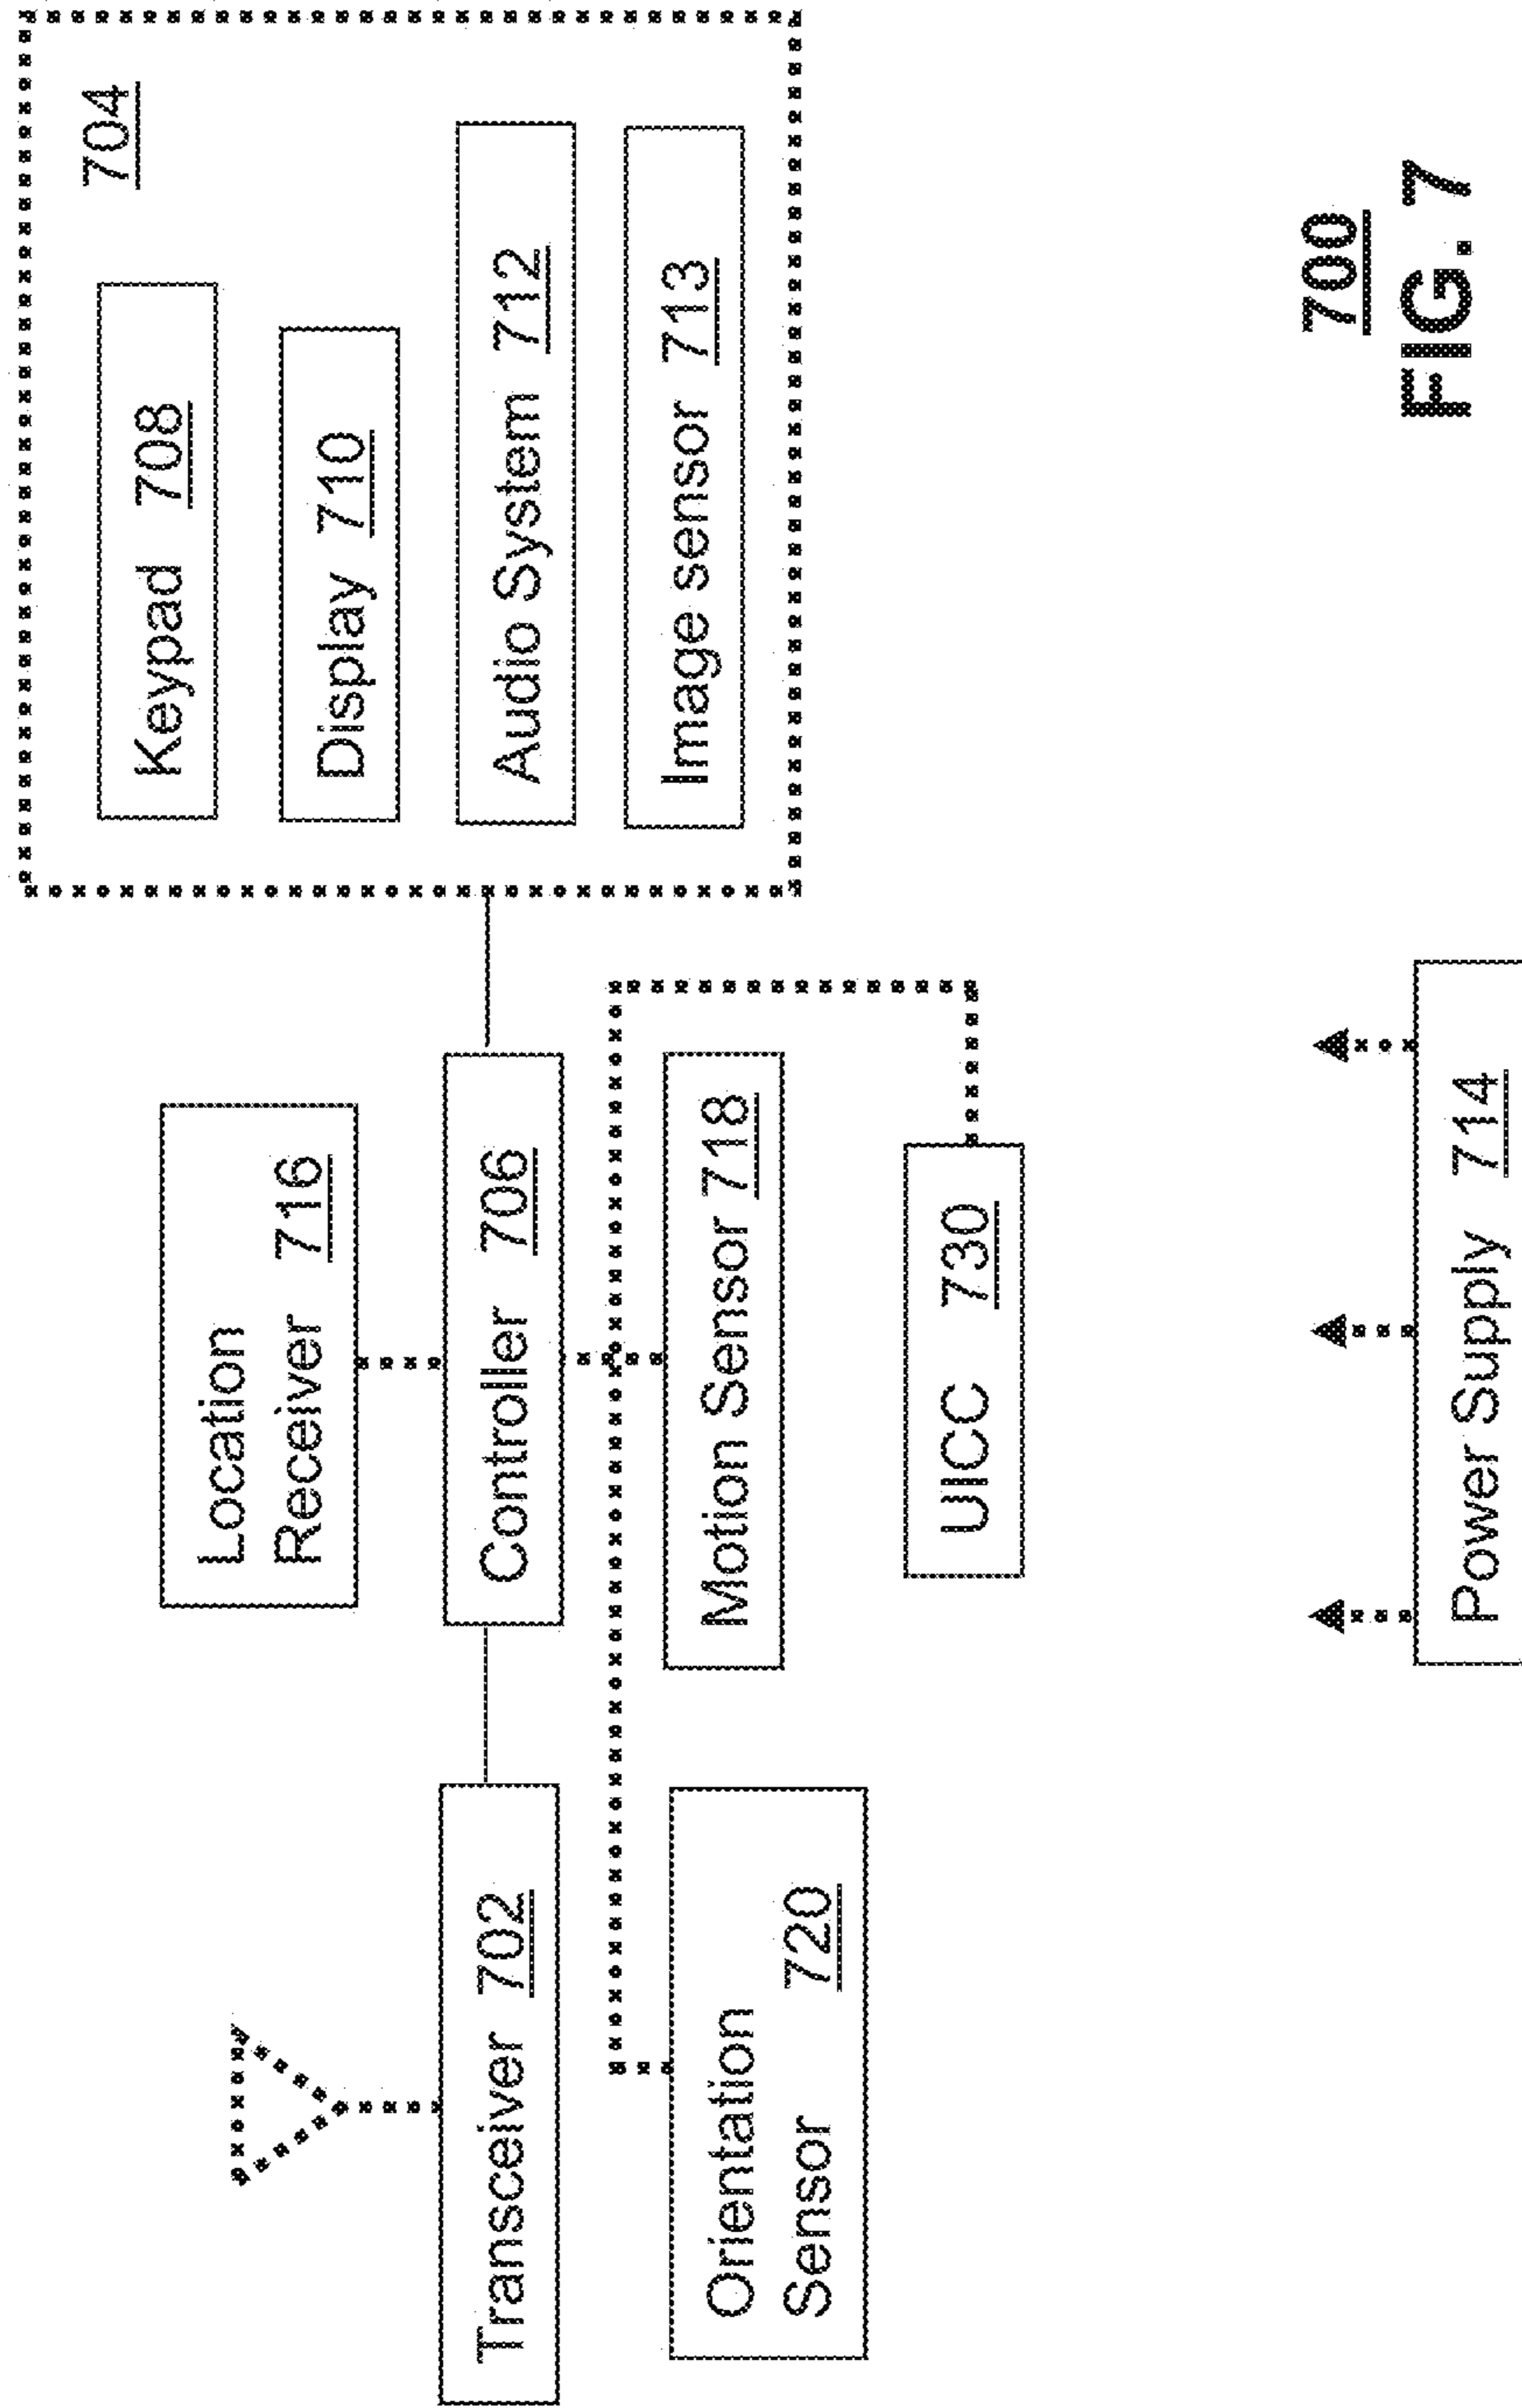 704
Keypad 708
Display 710
Audio System 712
Image sensor 713
Location
Receiver 716
Controller 706
Motion Sensor 718
UICC 730
Transceiver 702
Orientation
Sensor 720
Power Supply 714
700
FIG. 7